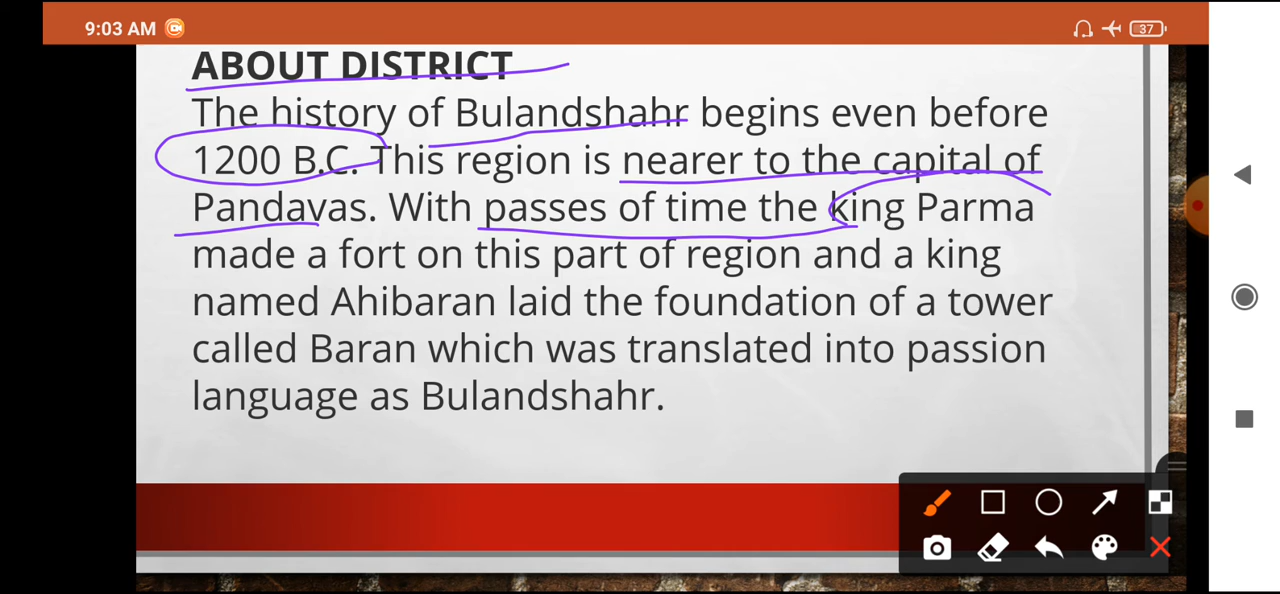 9:03 AM
37
ABOUT DISTRICT
The history of Bulandshahr begins even before
1200 B.C. This region is nearer to the capital of
Pandavas. With passes of time the king Parma
made a fort on this part of region and a king
named Ahibaran laid the foundation of a tower
called Baran which was translated into passion
language as Bulandshahr.